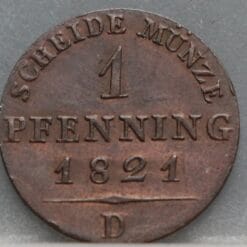 SCHEIDE MÜNZE
1
PFENNING
1821
D